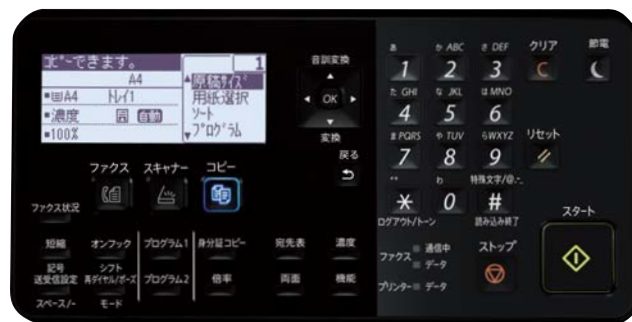 ｺﾋﾟｰできます。 1
A4
A4 ﾄﾚｲ1
濃度 自動
100%
原稿ｻｲｽﾞ
用紙選択
ｿｰﾄ
ﾌﾟﾛｸﾞﾗﾑ
音訓変換
OK
変換
戻る
ファクス スキャナー コピー
ファクス状況
短縮 オンフック プログラム1 身分証コピー 宛先表 濃度
記号
送受信設定
シフト
再ダイヤル/ポーズ
プログラム2 倍率 両面 機能
スペース/- モード
あ か ABC さ DEF クリア 節電
1 2 3 C
た GHI な JKL は MNO
4 5 6
ま PQRS や TUV ら WXYZ リセット
7 8 9
わ 特殊文字/@.-_
* 0 #
ログアウト/トーン 読み込み終了
スタート
ファクス 通信中
データ
ストップ
プリンター データ